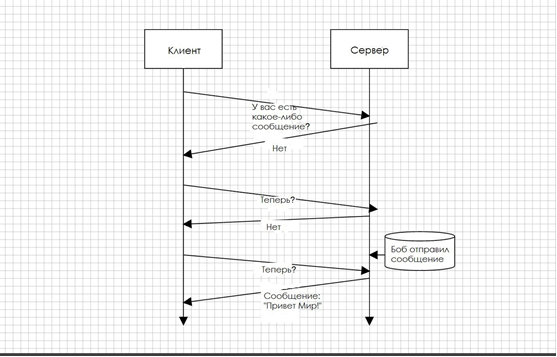 Клиент
Сервер
У вас есть
какое-либо
сообщение?
Нет
Теперь?
Нет
Боб отправил
сообщение
Теперь?
Сообщение:
"Привет Мир!"